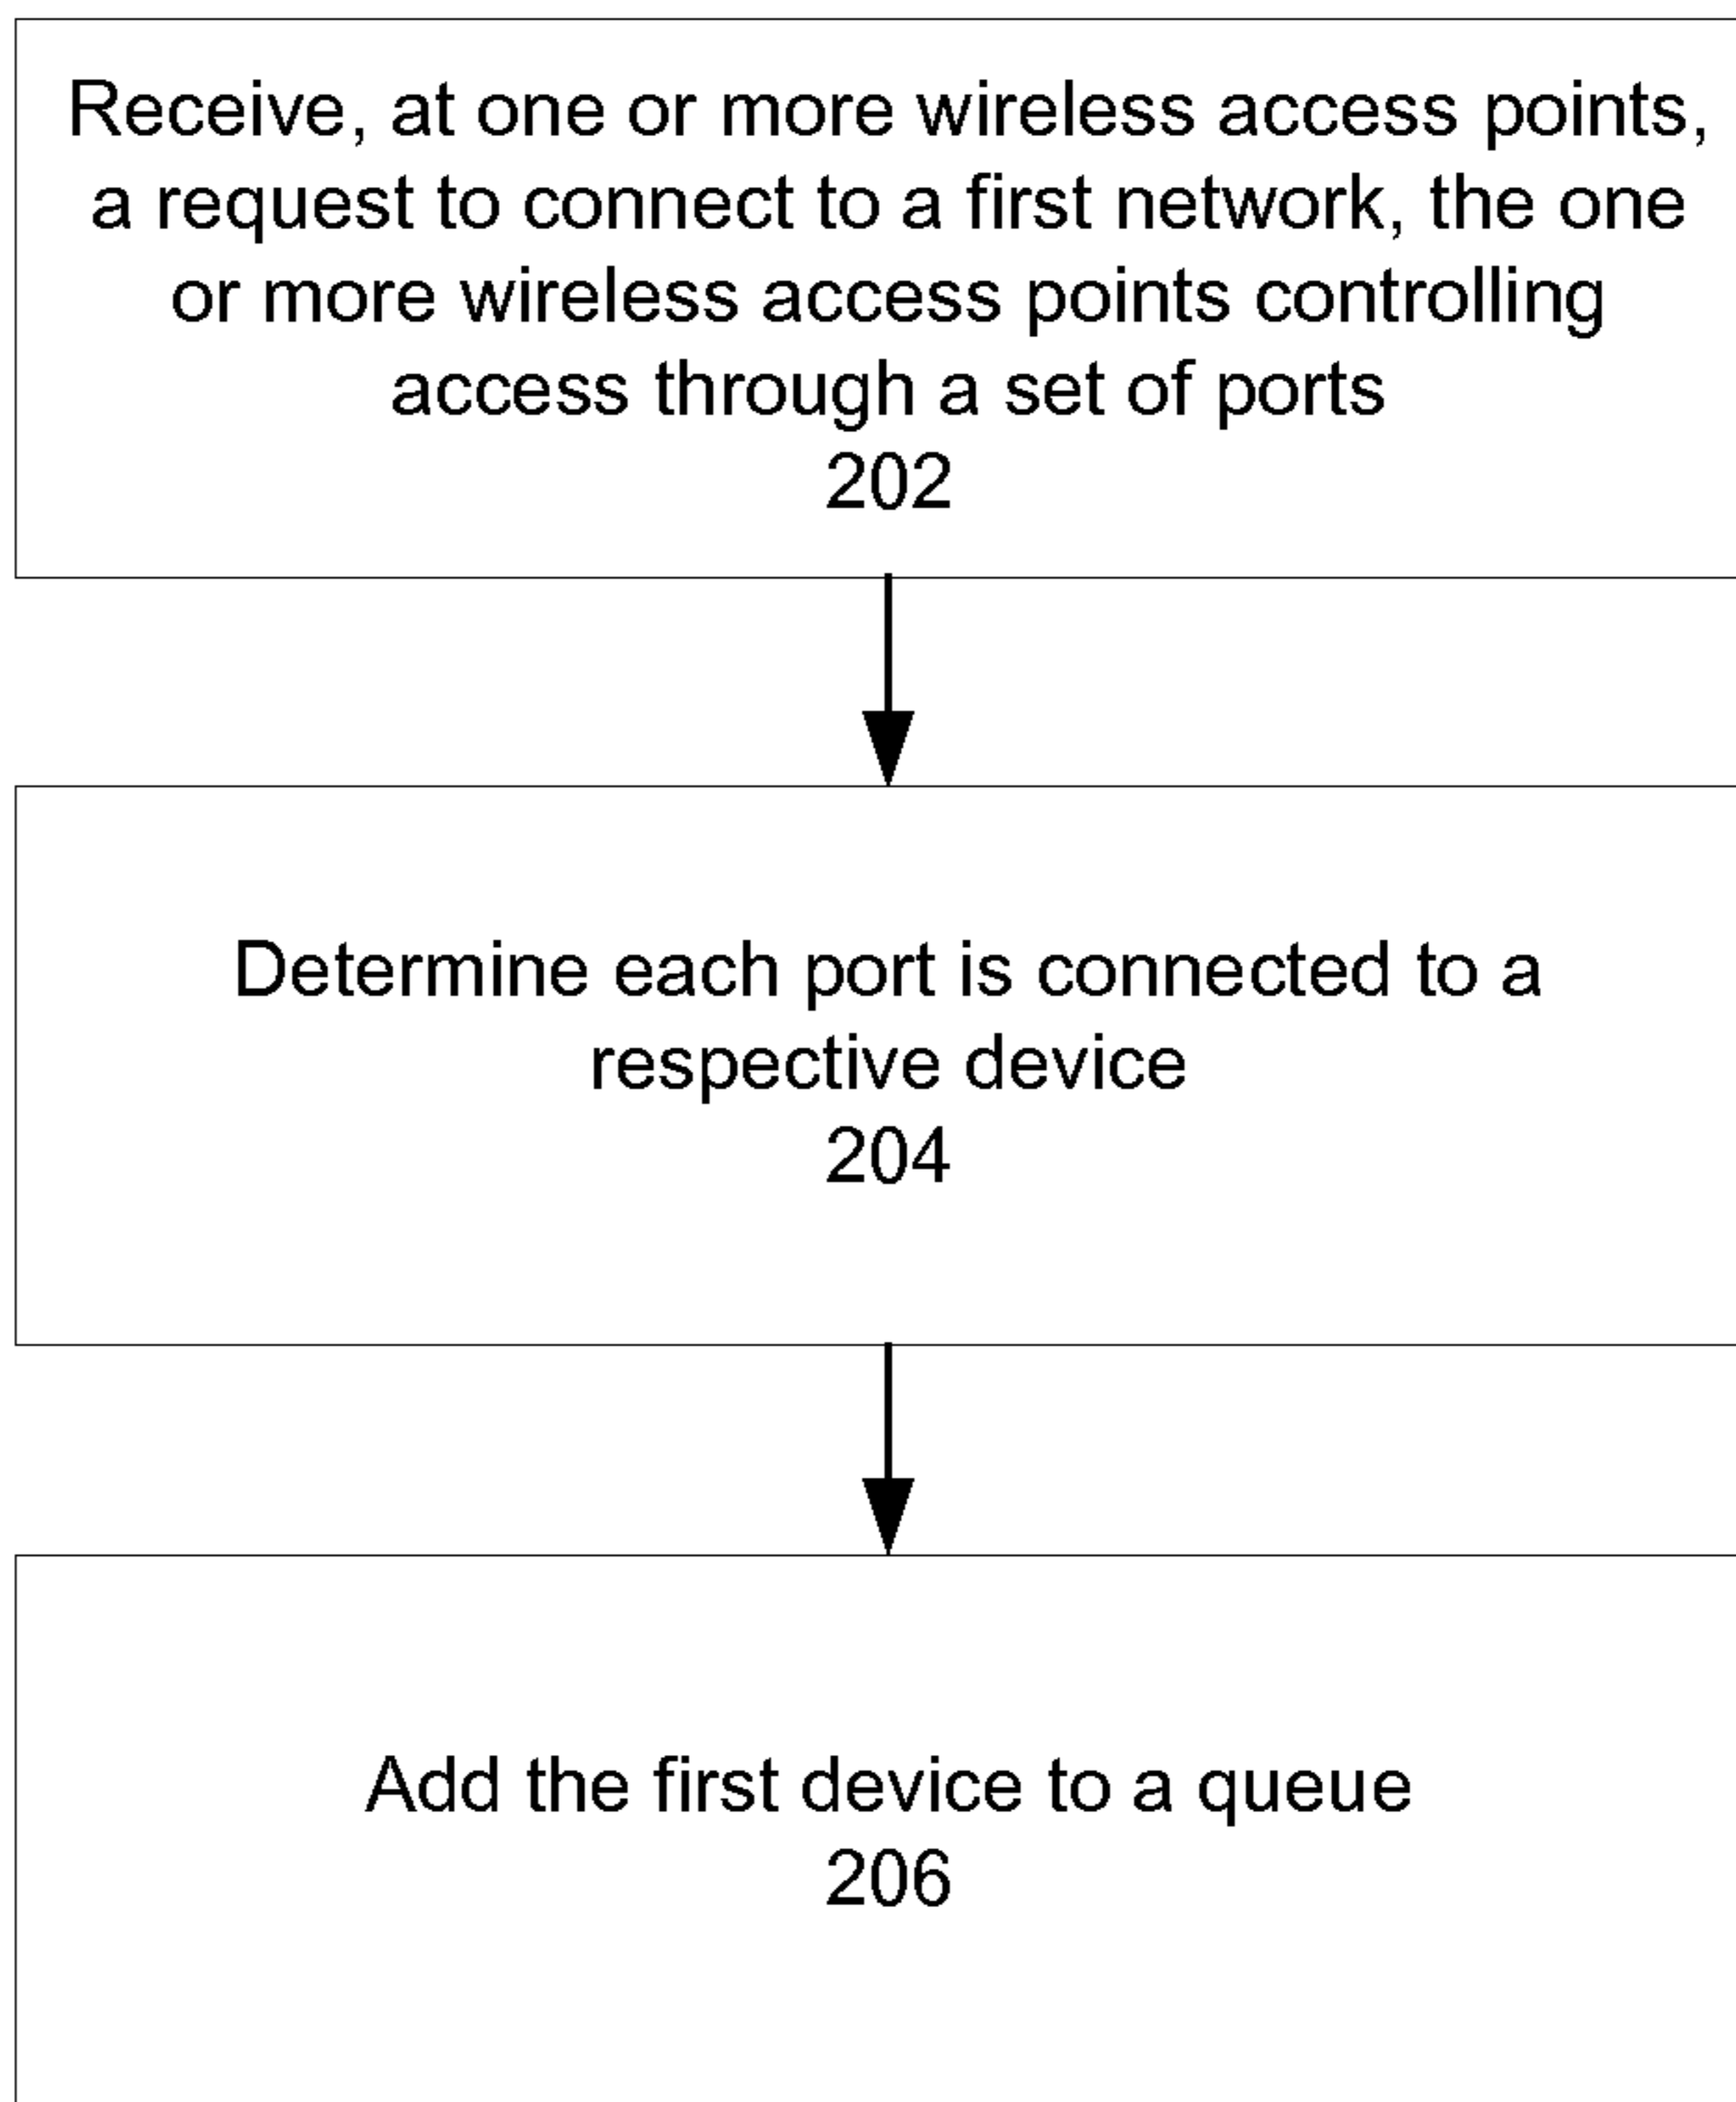 Receive, at one or more wireless access points,
a request to connect to a first network, the one
or more wireless access points controlling
access through a set of ports
202
Determine each port is connected to a
respective device
204
Add the first device to a queue
206